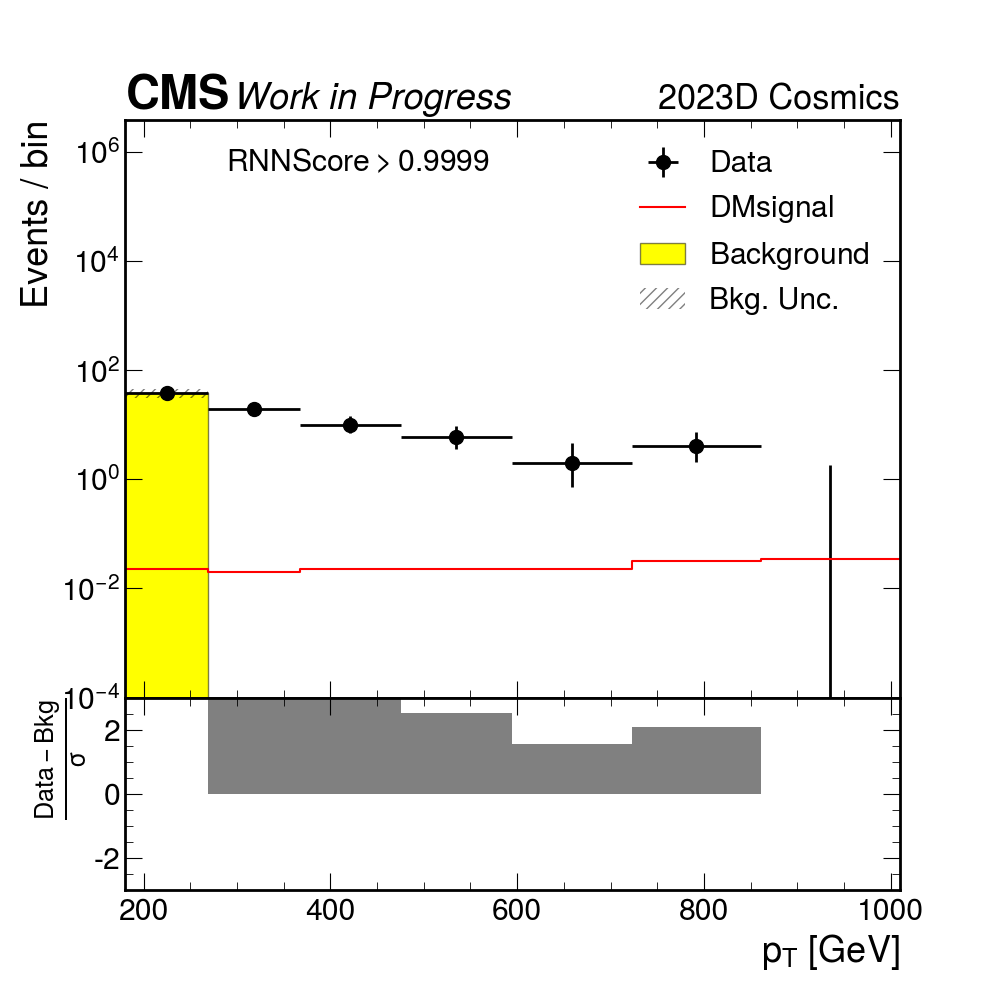 CMS Work in Progress 2023D Cosmics
Events / bin
RNNScore > 0.9999
Data
DMsignal
Background
Bkg. Unc.
10⁶
10⁴
10²
10⁰
10⁻²
10⁻⁴
Data – Bkg
σ
2
0
-2
200 400 600 800 1000
p_T [GeV]